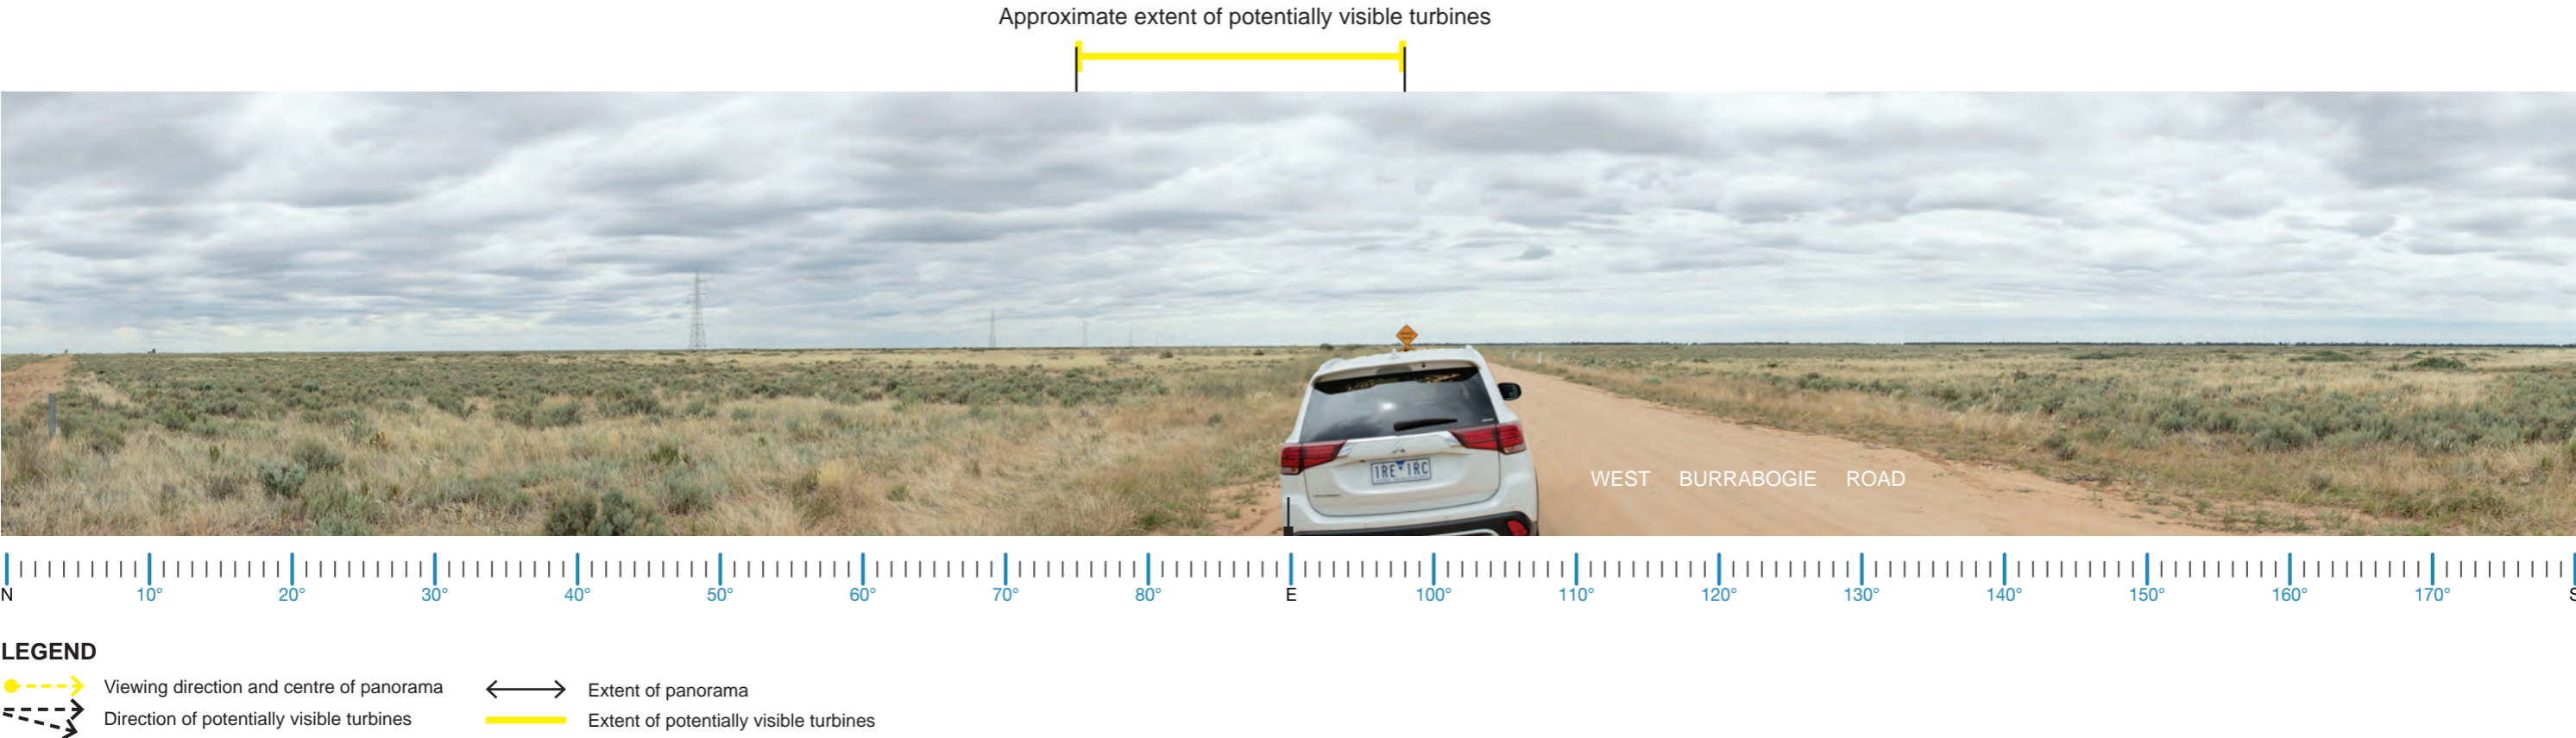 Approximate extent of potentially visible turbines
1RE 1RC
WEST BURRABOGIE ROAD
N 10° 20° 30° 40° 50° 60° 70° 80° E 100° 110° 120° 130° 140° 150° 160° 170° S
LEGEND
Viewing direction and centre of panorama
Extent of panorama
Direction of potentially visible turbines
Extent of potentially visible turbines